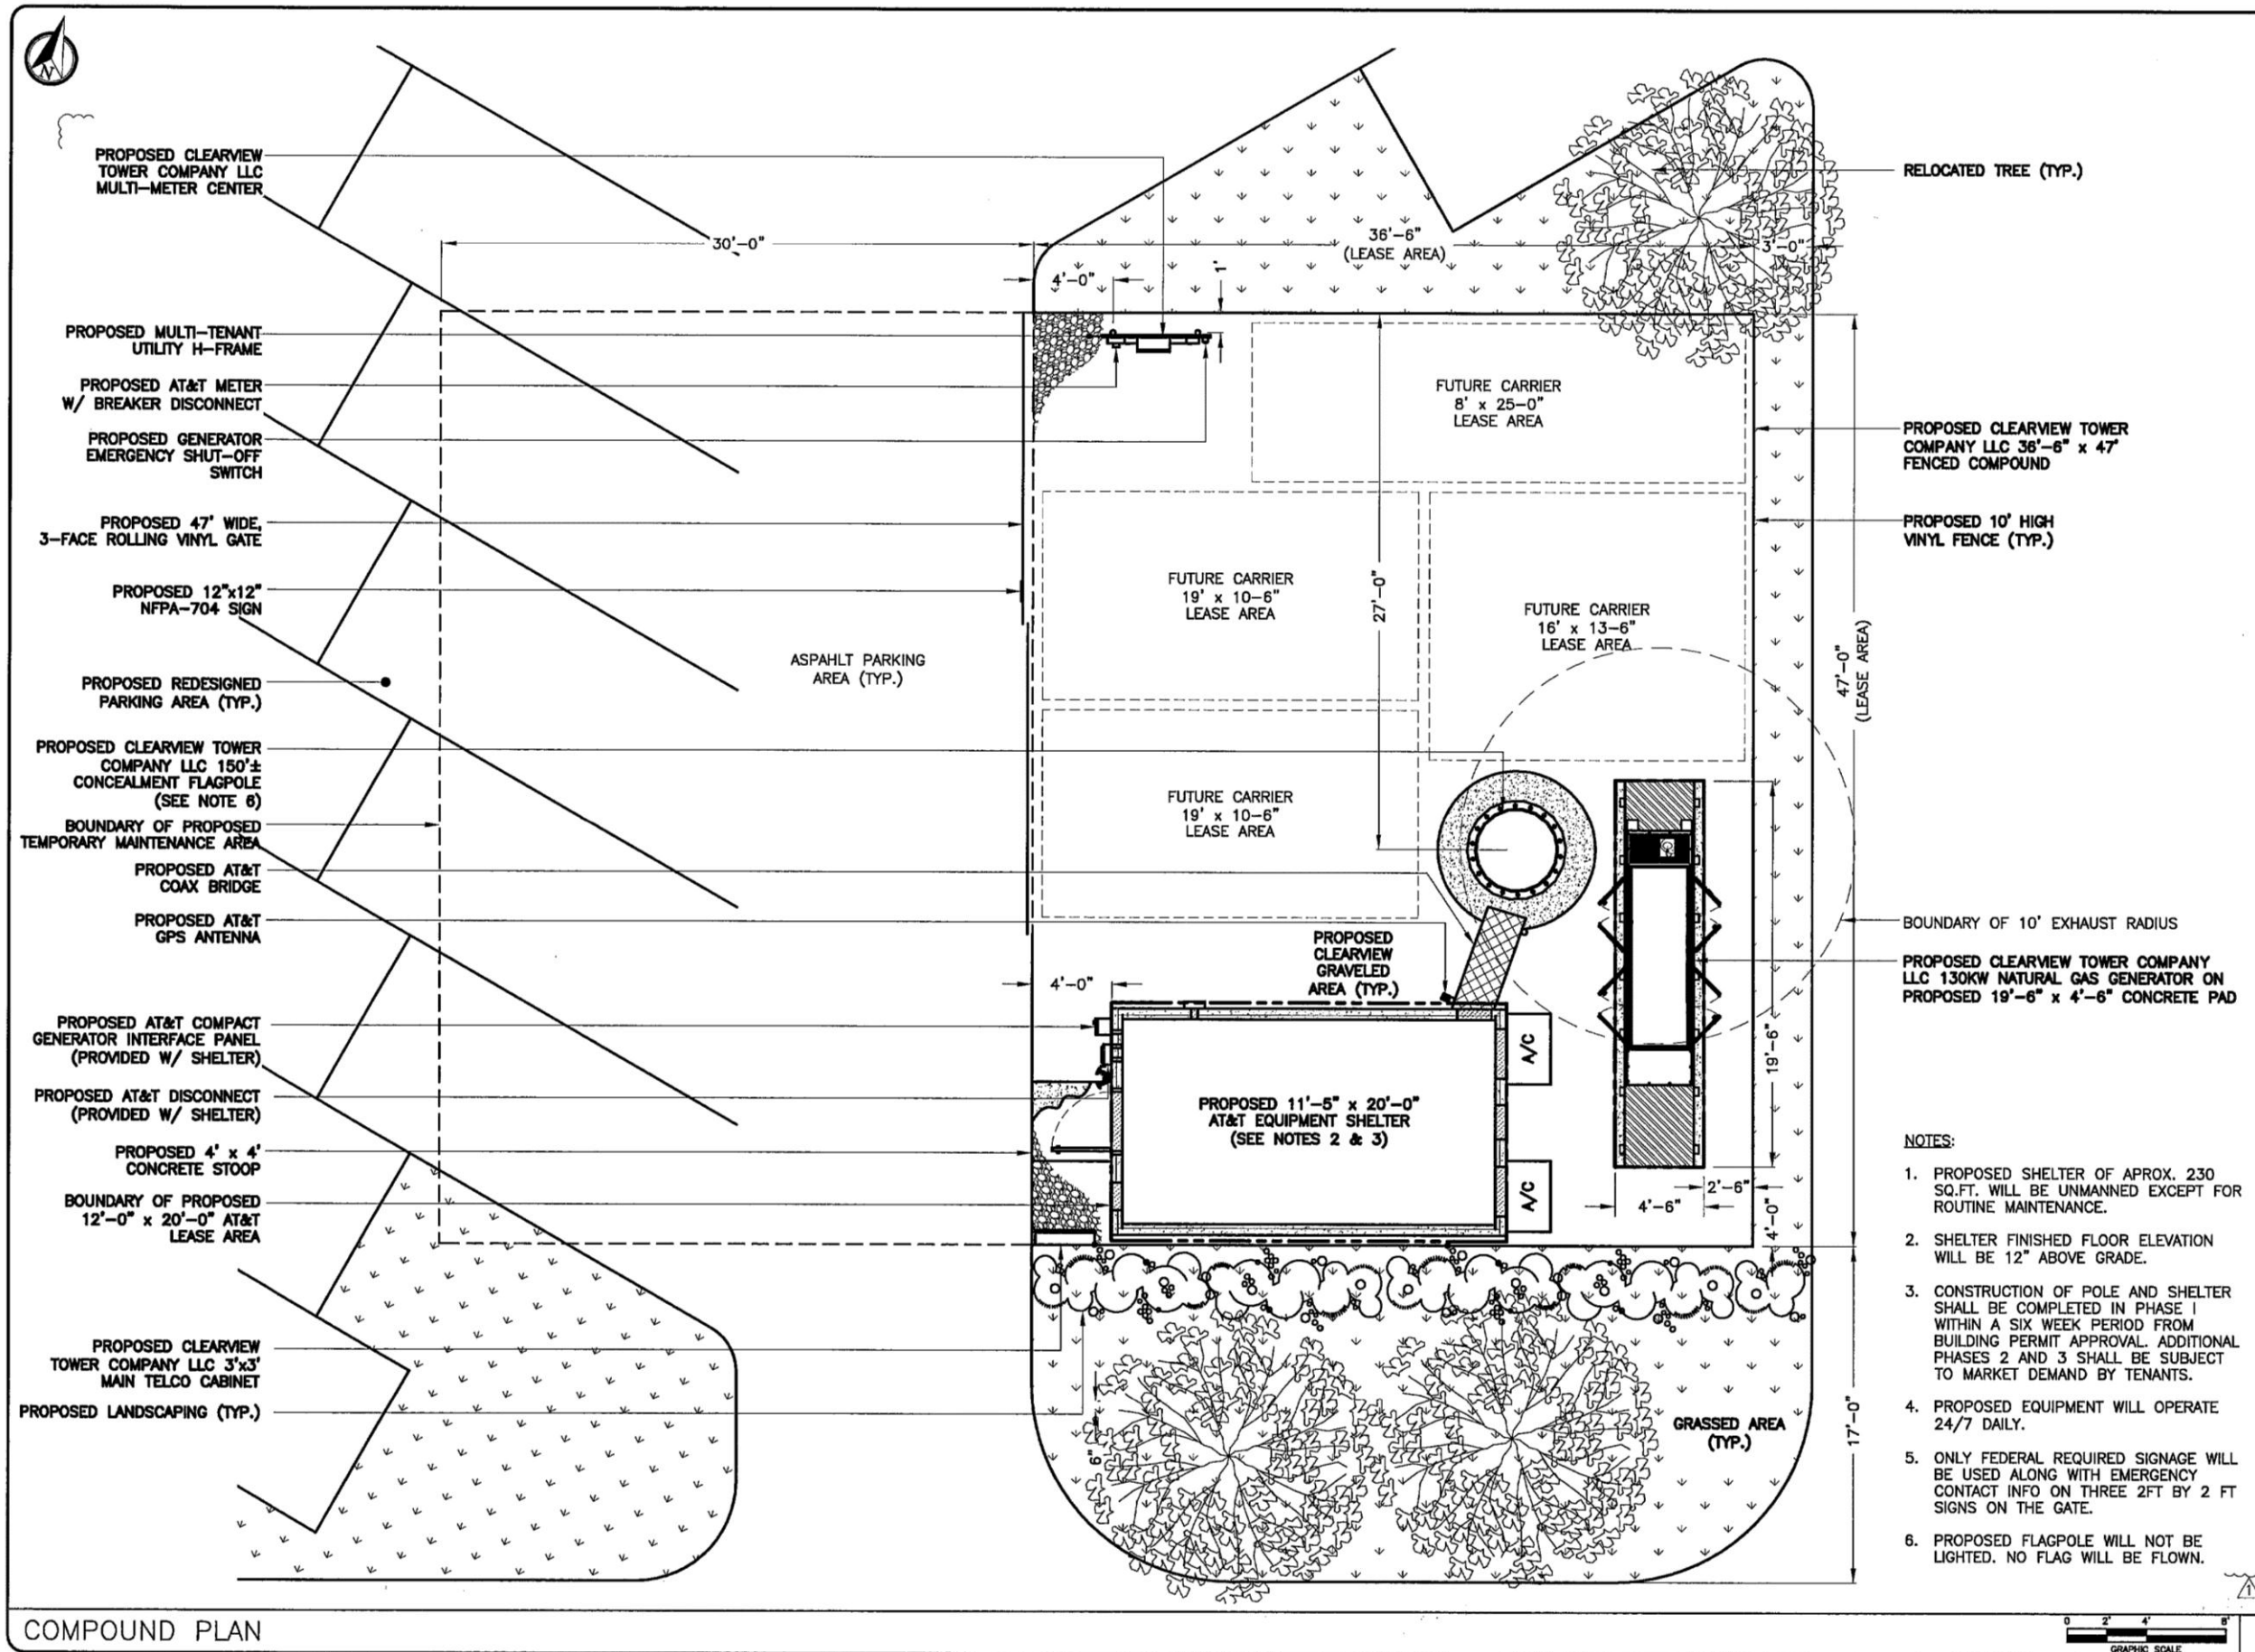 N
PROPOSED CLEARVIEW
TOWER COMPANY LLC
MULTI-METER CENTER
PROPOSED MULTI-TENANT
UTILITY H-FRAME
PROPOSED AT&T METER
W/ BREAKER DISCONNECT
PROPOSED GENERATOR
EMERGENCY SHUT-OFF
SWITCH
PROPOSED 47' WIDE,
3-FACE ROLLING VINYL GATE
PROPOSED 12"x12"
NFPA-704 SIGN
PROPOSED REDESIGNED
PARKING AREA (TYP.)
PROPOSED CLEARVIEW TOWER
COMPANY LLC 150'±
CONCEALMENT FLAGPOLE
(SEE NOTE 6)
BOUNDARY OF PROPOSED
TEMPORARY MAINTENANCE AREA
PROPOSED AT&T
COAX BRIDGE
PROPOSED AT&T
GPS ANTENNA
PROPOSED AT&T COMPACT
GENERATOR INTERFACE PANEL
(PROVIDED W/ SHELTER)
PROPOSED AT&T DISCONNECT
(PROVIDED W/ SHELTER)
PROPOSED 4' x 4'
CONCRETE STOOP
BOUNDARY OF PROPOSED
12'-0" x 20'-0" AT&T
LEASE AREA
PROPOSED CLEARVIEW
TOWER COMPANY LLC 3'x3'
MAIN TELCO CABINET
PROPOSED LANDSCAPING (TYP.)
30'-0"
36'-6"
(LEASE AREA)
3'-0"
4'-0"
1'
FUTURE CARRIER
8' x 25-0"
LEASE AREA
FUTURE CARRIER
19' x 10-6"
LEASE AREA
27'-0"
FUTURE CARRIER
16' x 13-6"
LEASE AREA
47'-0"
(LEASE AREA)
ASPAHLT PARKING
AREA (TYP.)
FUTURE CARRIER
19' x 10-6"
LEASE AREA
PROPOSED
CLEARVIEW
GRAVELED
AREA (TYP.)
4'-0"
A/C
19'-6"
PROPOSED 11'-5" x 20'-0"
AT&T EQUIPMENT SHELTER
(SEE NOTES 2 & 3)
A/C
4'-6"
2'-6"
4'-0"
6"
GRASSED AREA
(TYP.)
17'-0"
RELOCATED TREE (TYP.)
PROPOSED CLEARVIEW TOWER
COMPANY LLC 36'-6" x 47'
FENCED COMPOUND
PROPOSED 10' HIGH
VINYL FENCE (TYP.)
BOUNDARY OF 10' EXHAUST RADIUS
PROPOSED CLEARVIEW TOWER COMPANY
LLC 130KW NATURAL GAS GENERATOR ON
PROPOSED 19'-6" x 4'-6" CONCRETE PAD
NOTES:
1. PROPOSED SHELTER OF APROX. 230
SQ.FT. WILL BE UNMANNED EXCEPT FOR
ROUTINE MAINTENANCE.
2. SHELTER FINISHED FLOOR ELEVATION
WILL BE 12" ABOVE GRADE.
3. CONSTRUCTION OF POLE AND SHELTER
SHALL BE COMPLETED IN PHASE I
WITHIN A SIX WEEK PERIOD FROM
BUILDING PERMIT APPROVAL. ADDITIONAL
PHASES 2 AND 3 SHALL BE SUBJECT
TO MARKET DEMAND BY TENANTS.
4. PROPOSED EQUIPMENT WILL OPERATE
24/7 DAILY.
5. ONLY FEDERAL REQUIRED SIGNAGE WILL
BE USED ALONG WITH EMERGENCY
CONTACT INFO ON THREE 2FT BY 2 FT
SIGNS ON THE GATE.
6. PROPOSED FLAGPOLE WILL NOT BE
LIGHTED. NO FLAG WILL BE FLOWN.
1
COMPOUND PLAN
0 2' 4' 8'
GRAPHIC SCALE